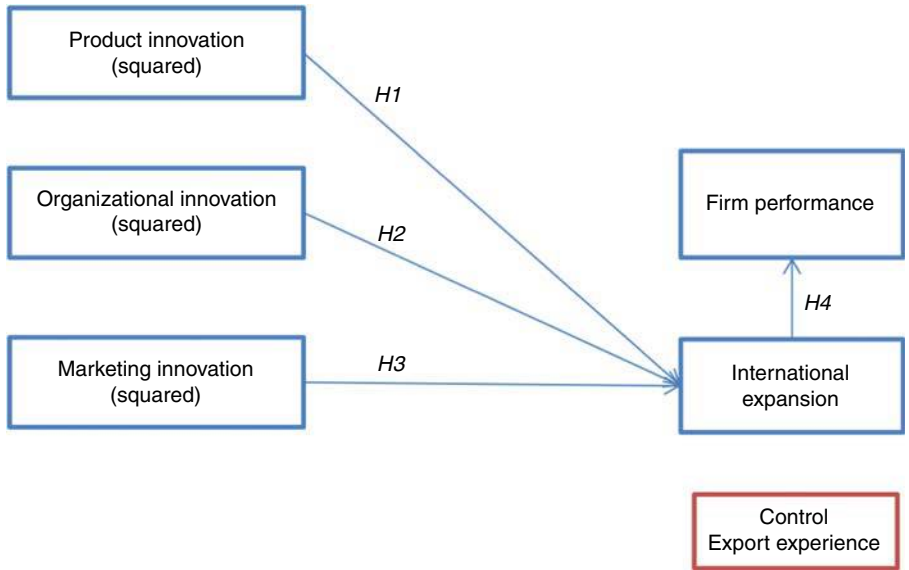 Product innovation
(squared)
H1
Organizational innovation
(squared)
H2
Firm performance
H4
Marketing innovation
(squared)
H3
International
expansion
Control
Export experience